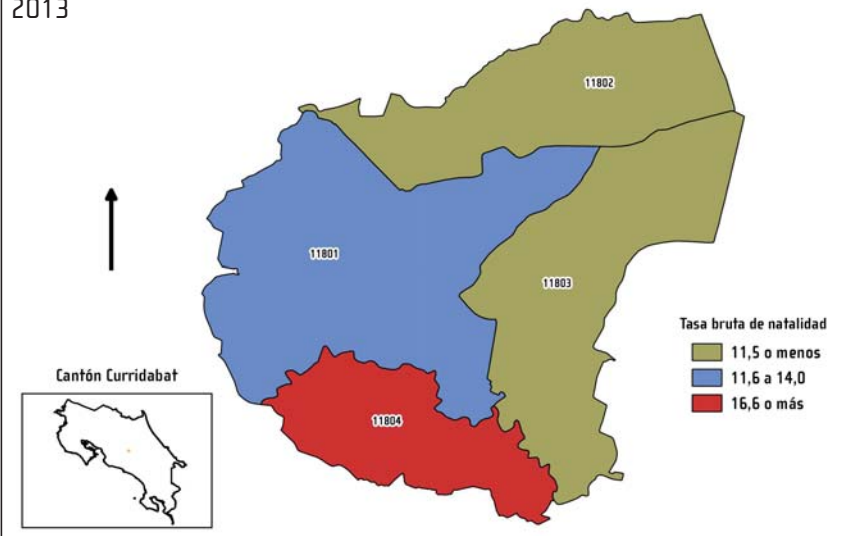 2013
11802
11801
11803
11804
Tasa bruta de natalidad
11,5 o menos
11,6 a 14,0
16,6 o más
Cantón Curridabat